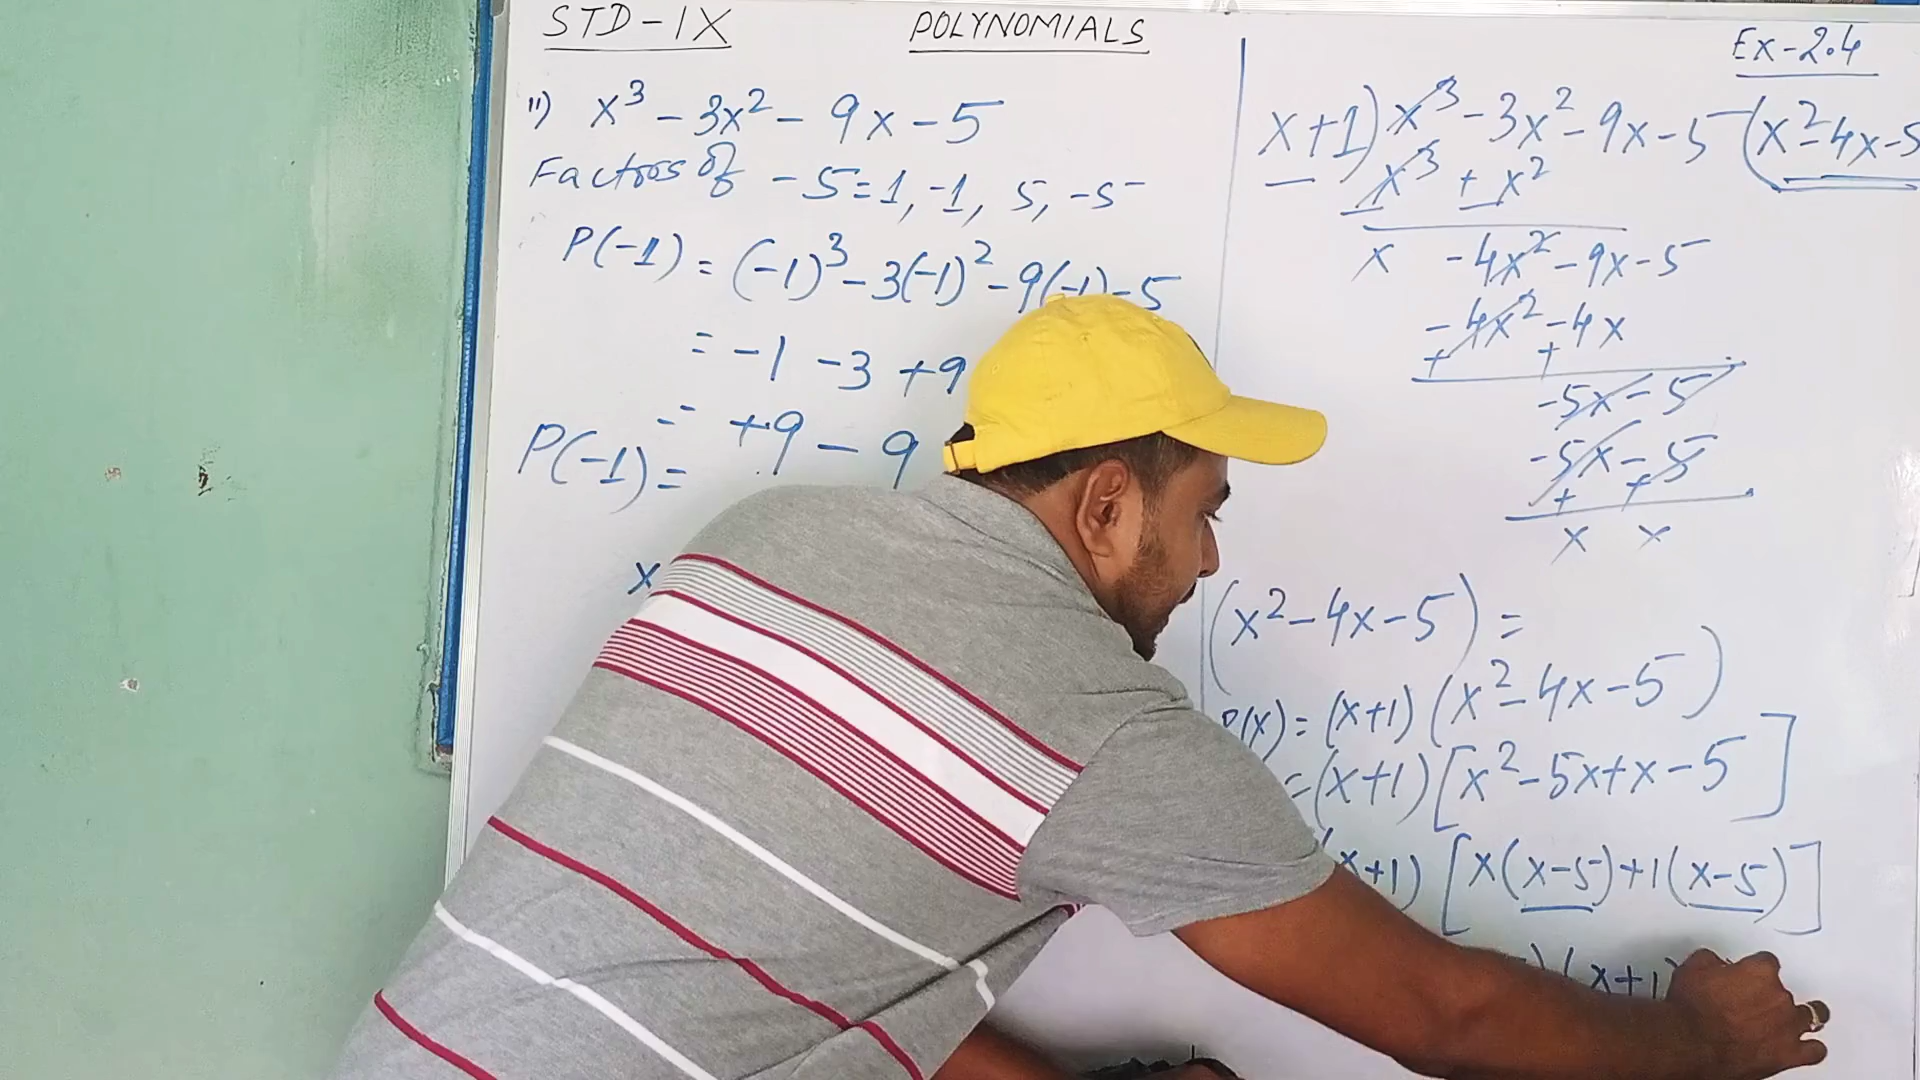 STD-IX
POLYNOMIALS
Ex-2.4
ii) x³ - 3x² - 9x - 5
Factors of -5 = 1, -1, 5, -5
P(-1) = (-1)³ - 3(-1)² - 9(-1) - 5
= -1 - 3 + 9
= +9 - 9
P(-1) =
x
x+1) x³ - 3x² - 9x - 5 (x² - 4x - 5
x³ + x²
- -
x -4x² - 9x - 5
-4x² - 4x
+ +
-5x - 5
-5x - 5
+ +
x x
(x² - 4x - 5) =
P(x) = (x+1) (x² - 4x - 5)
= (x+1) [x² - 5x + x - 5]
(x+1) [x(x-5) + 1(x-5)]
) (x+1)